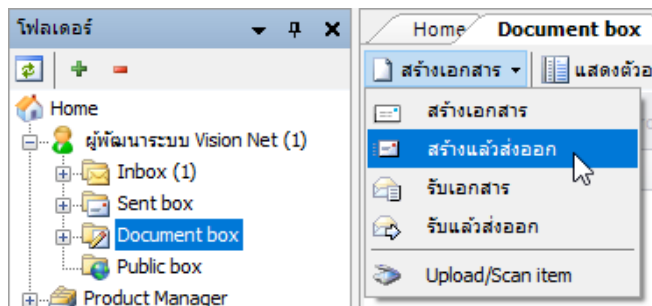 โฟลเดอร์
Home
ผู้พัฒนาระบบ Vision Net (1)
Inbox (1)
Sent box
Document box
Public box
Product Manager
Home Document box
สร้างเอกสาร แสดงตัวอ
สร้างเอกสาร
สร้างแล้วส่งออก
รับเอกสาร
รับแล้วส่งออก
Upload/Scan item